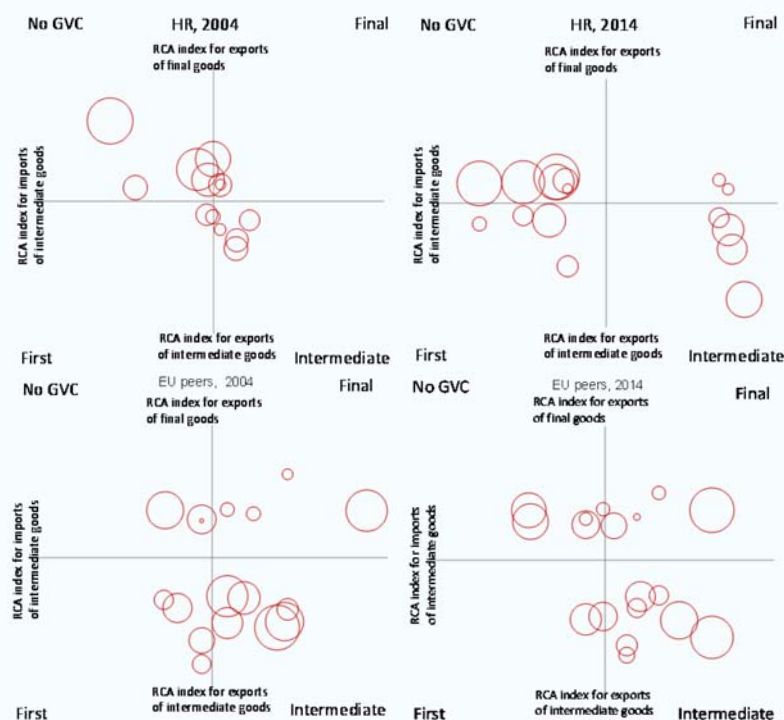 No GVC
HR, 2004
Final
RCA index for exports
of final goods
RCA index for imports
of intermediate goods
RCA index for exports
of intermediate goods
First
Intermediate
No GVC
HR, 2014
Final
RCA index for exports
of final goods
RCA index for imports
of intermediate goods
RCA index for exports
of intermediate goods
First
Intermediate
No GVC
EU peers, 2004
Final
RCA index for exports
of final goods
RCA index for imports
of intermediate goods
RCA index for exports
of intermediate goods
First
Intermediate
No GVC
EU peers, 2014
Final
RCA index for exports
of final goods
RCA index for imports
of intermediate goods
RCA index for exports
of intermediate goods
First
Intermediate